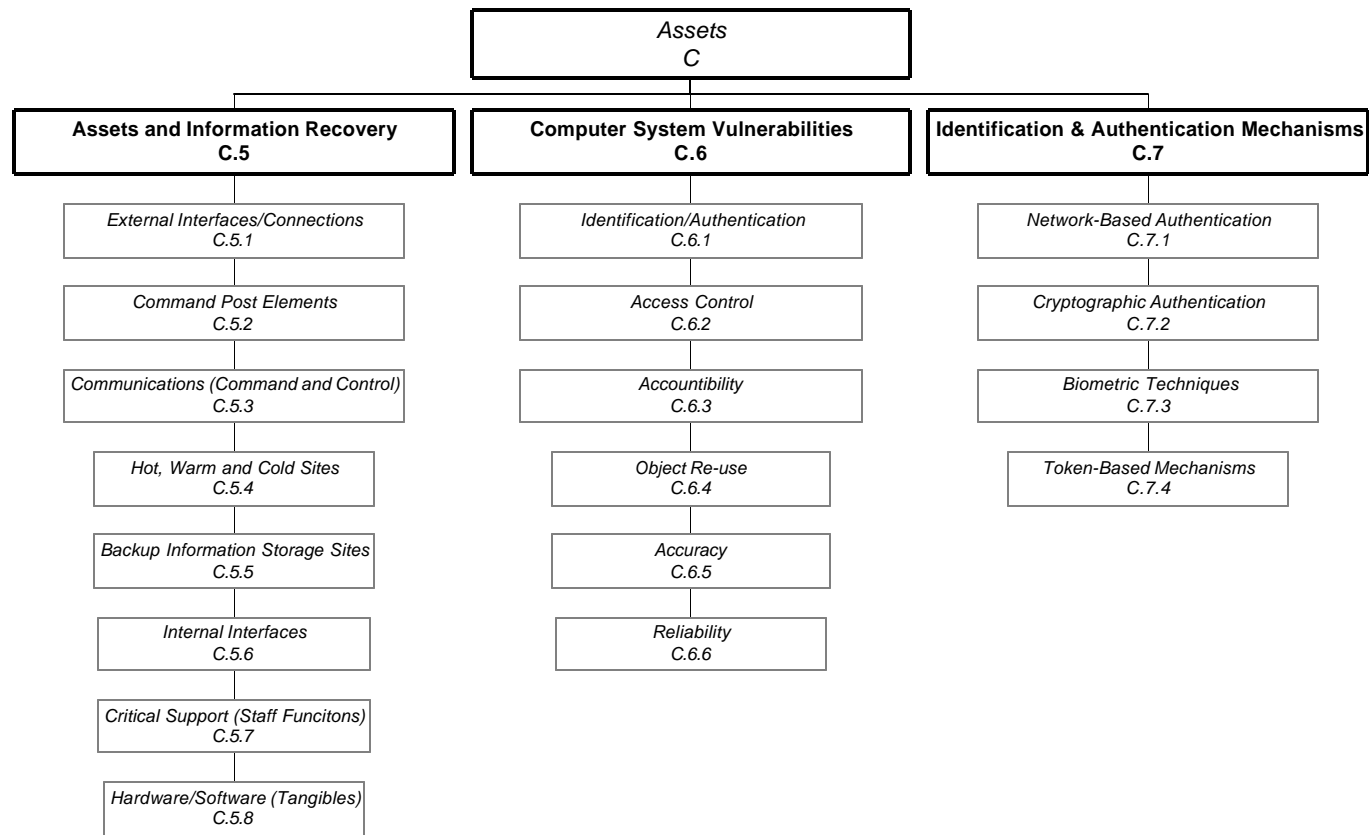 Assets
C
Assets and Information Recovery
C.5
Computer System Vulnerabilities
C.6
Identification & Authentication Mechanisms
C.7
External Interfaces/Connections
C.5.1
Command Post Elements
C.5.2
Communications (Command and Control)
C.5.3
Hot, Warm and Cold Sites
C.5.4
Backup Information Storage Sites
C.5.5
Internal Interfaces
C.5.6
Critical Support (Staff Funcitons)
C.5.7
Hardware/Software (Tangibles)
C.5.8
Identification/Authentication
C.6.1
Access Control
C.6.2
Accountibility
C.6.3
Object Re-use
C.6.4
Accuracy
C.6.5
Reliability
C.6.6
Network-Based Authentication
C.7.1
Cryptographic Authentication
C.7.2
Biometric Techniques
C.7.3
Token-Based Mechanisms
C.7.4